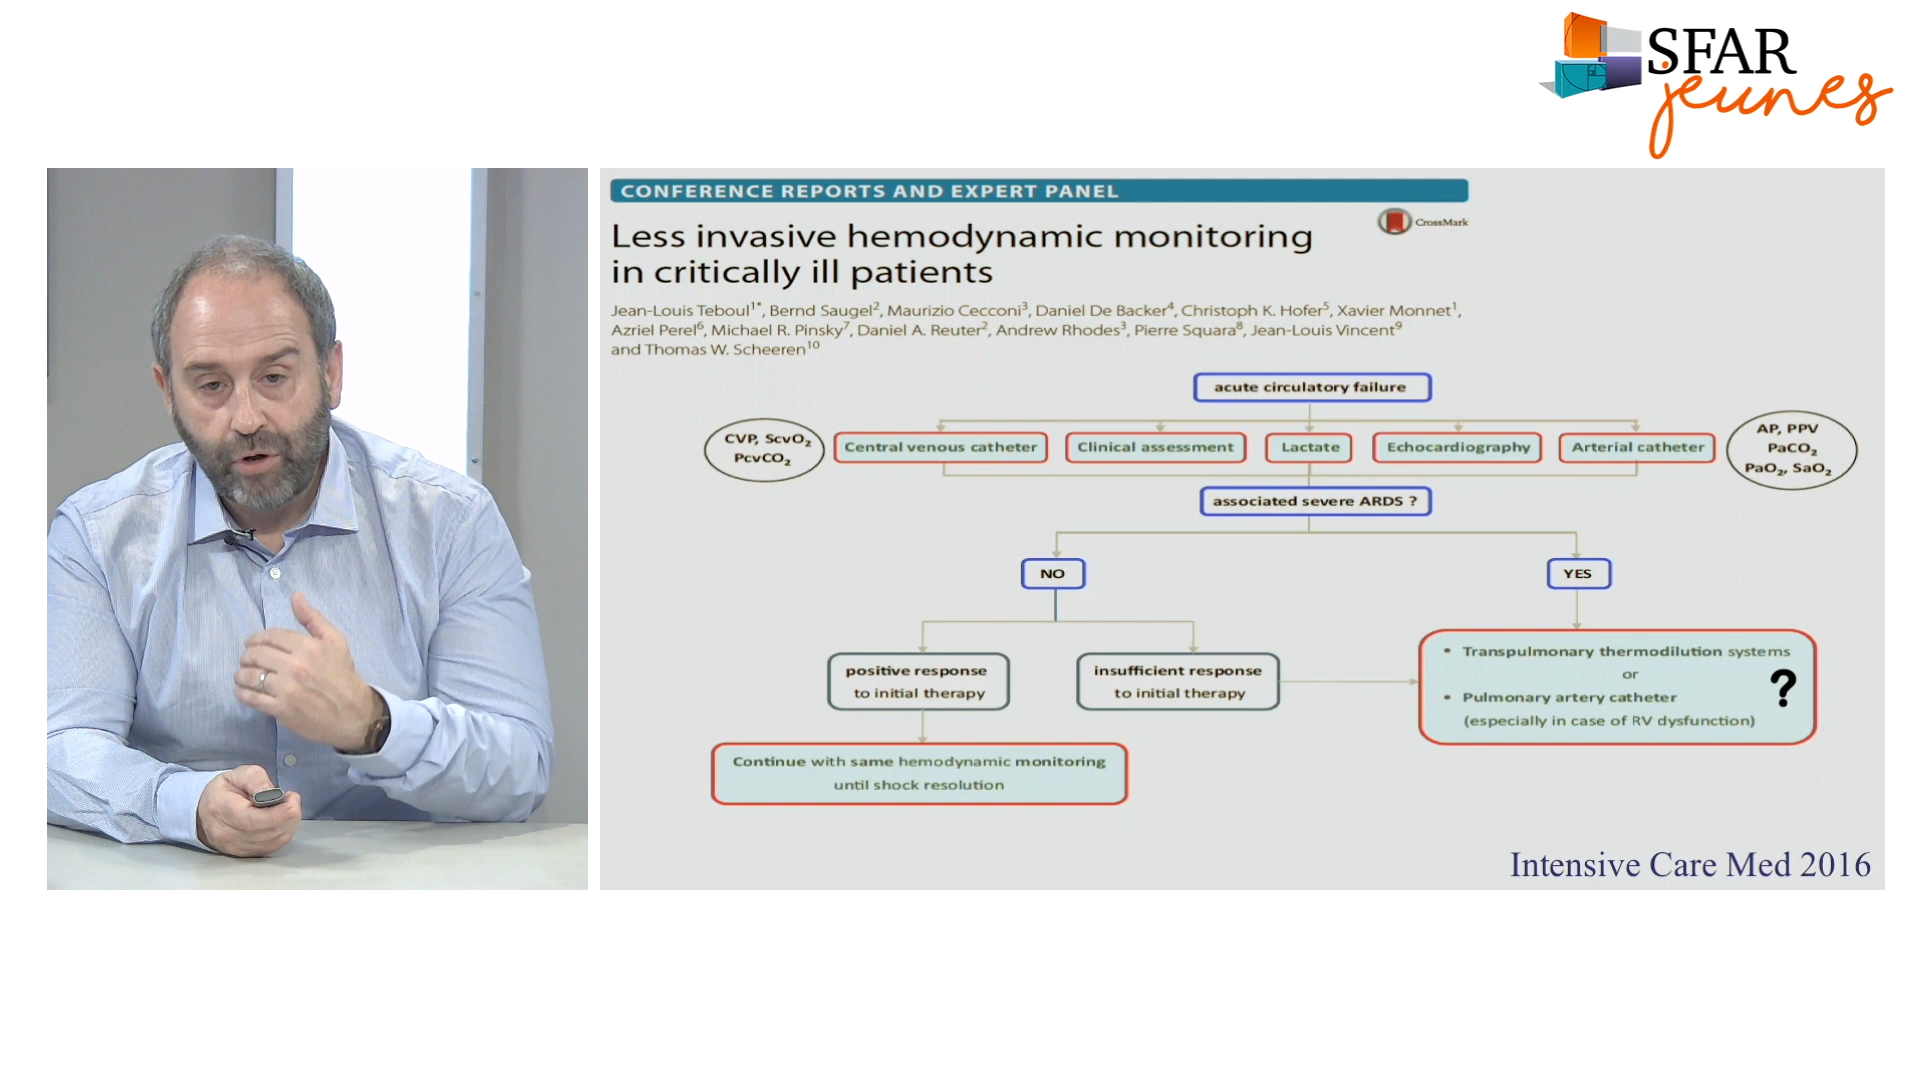 SFAR
jeunes
CONFERENCE REPORTS AND EXPERT PANEL
CrossMark
Less invasive hemodynamic monitoring
in critically ill patients
Jean-Louis Teboul1*, Bernd Saugel2, Maurizio Cecconi3, Daniel De Backer4, Christoph K. Hofer5, Xavier Monnet1,
Azriel Perel6, Michael R. Pinsky7, Daniel A. Reuter2, Andrew Rhodes3, Pierre Squara8, Jean-Louis Vincent9
and Thomas W. Scheeren10
acute circulatory failure
CVP, ScvO2
PcvCO2
Central venous catheter
Clinical assessment
Lactate
Echocardiography
Arterial catheter
AP, PPV
PaCO2
PaO2, SaO2
associated severe ARDS ?
NO
YES
positive response
to initial therapy
insufficient response
to initial therapy
• Transpulmonary thermodilution systems
or
• Pulmonary artery catheter
(especially in case of RV dysfunction)
?
Continue with same hemodynamic monitoring
until shock resolution
Intensive Care Med 2016